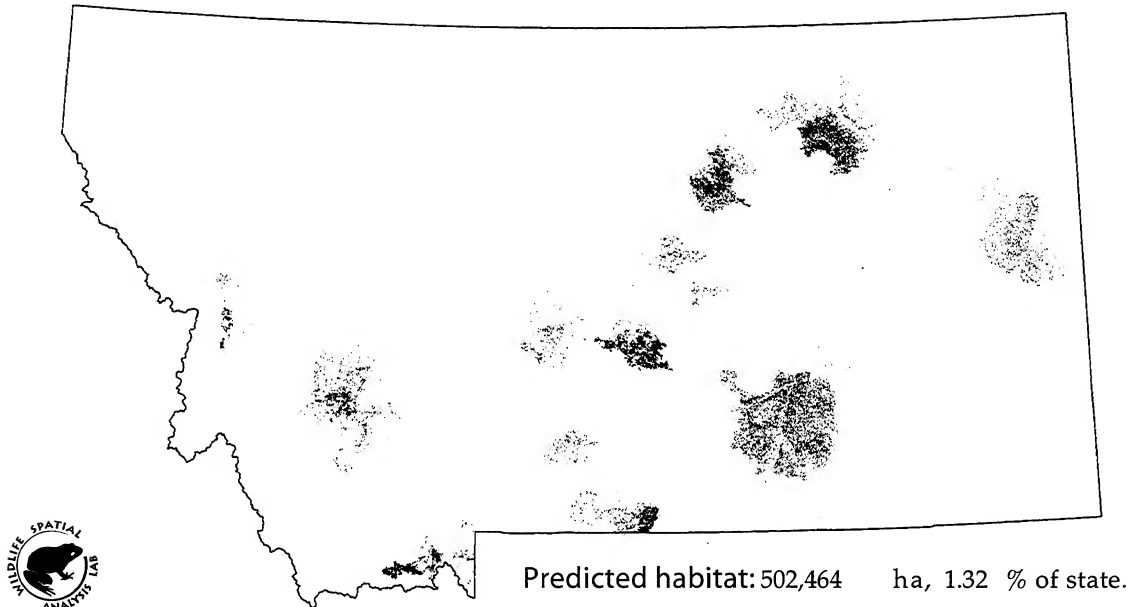 WILDLIFE SPATIAL ANALYSIS LAB
Predicted habitat: 502,464 ha, 1.32 % of state.